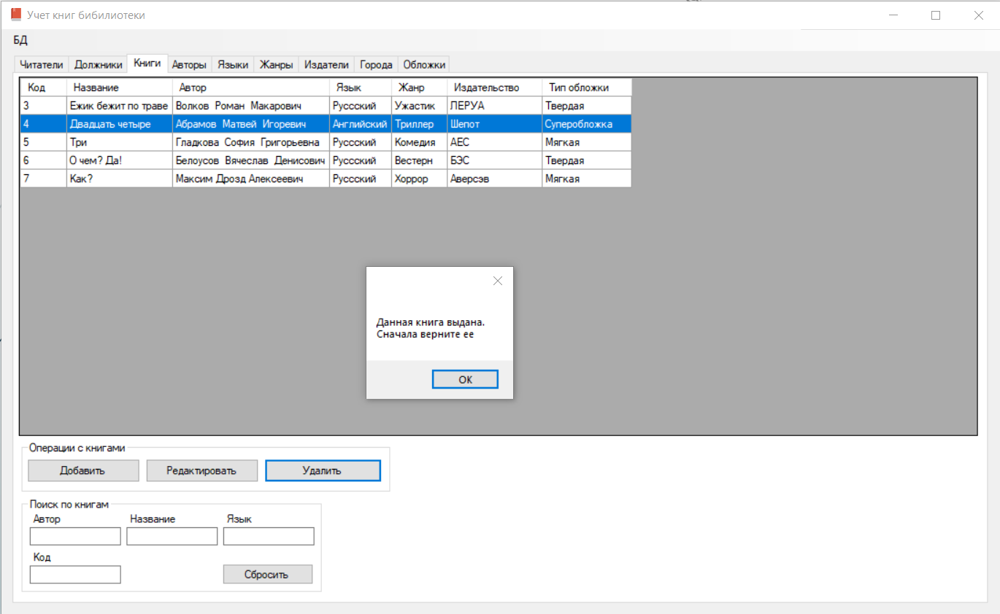 Учет книг бибилиотеки
БД
Читатели Должники Книги Авторы Языки Жанры Издатели Города Обложки
Код Название Автор Язык Жанр Издательство Тип обложки
3 Ежик бежит по траве Волков Роман Макарович Руссский Ужастик ЛЕРУА Твердая
4 Двадцать четыре Абрамов Матвей Игоревич Английский Триллер Шепот Суперобложка
5 Три Гладкова София Григорьевна Руссский Комедия АЕС Мягкая
6 О чем? Да! Белоусов Вячеслав Денисович Руссский Вестерн БЭС Твердая
7 Как? Максим Дрозд Алексеевич Руссский Хоррор Аверсэв Мягкая
Данная книга выдана.
Сначала верните ее
ОК
Операции с книгами
Добавить Редактировать Удалить
Поиск по книгам
Автор Название Язык
Код
Сбросить